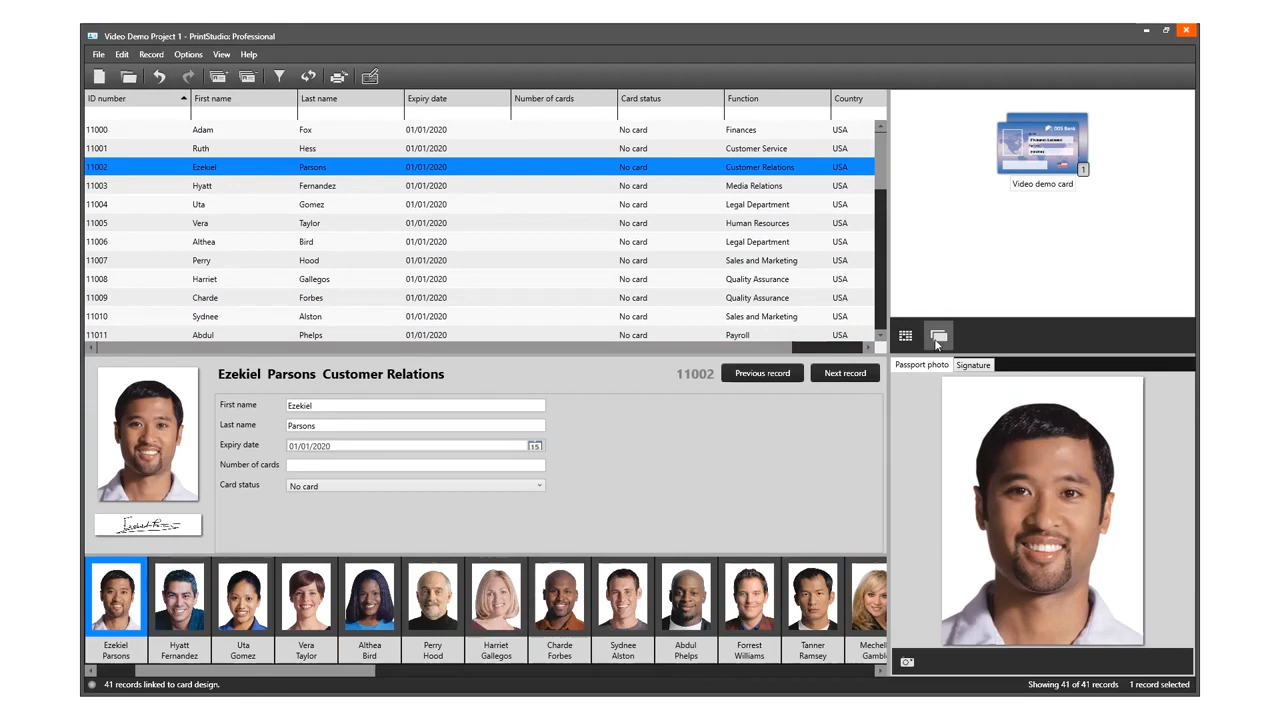 Video Demo Project 1 - PrintStudio: Professional
File Edit Record Options View Help
ID number First name Last name Expiry date Number of cards Card status Function Country
11000 Adam Fox 01/01/2020 No card Finances USA
11001 Ruth Hess 01/01/2020 No card Customer Service USA
11002 Ezekiel Parsons 01/01/2020 No card Customer Relations USA
11003 Hyatt Fernandez 01/01/2020 No card Media Relations USA
11004 Uta Gomez 01/01/2020 No card Legal Department USA
11005 Vera Taylor 01/01/2020 No card Human Resources USA
11006 Althea Bird 01/01/2020 No card Legal Department USA
11007 Perry Hood 01/01/2020 No card Sales and Marketing USA
11008 Harriet Gallegos 01/01/2020 No card Quality Assurance USA
11009 Charde Forbes 01/01/2020 No card Quality Assurance USA
11010 Sydnee Alston 01/01/2020 No card Sales and Marketing USA
11011 Abdul Phelps 01/01/2020 No card Payroll USA
Bank
1
Video demo card
Ezekiel Parsons Customer Relations 11002 Previous record Next record
First name Ezekiel
Last name Parsons
Expiry date 01/01/2020 15
Number of cards
Card status No card
Passport photo Signature
Ezekiel Parsons
Hyatt Fernandez
Uta Gomez
Vera Taylor
Althea Bird
Perry Hood
Harriet Gallegos
Charde Forbes
Sydnee Alston
Abdul Phelps
Forrest Williams
Tanner Ramsey
Mechell Gambl
41 records linked to card design. Showing 41 of 41 records 1 record selected